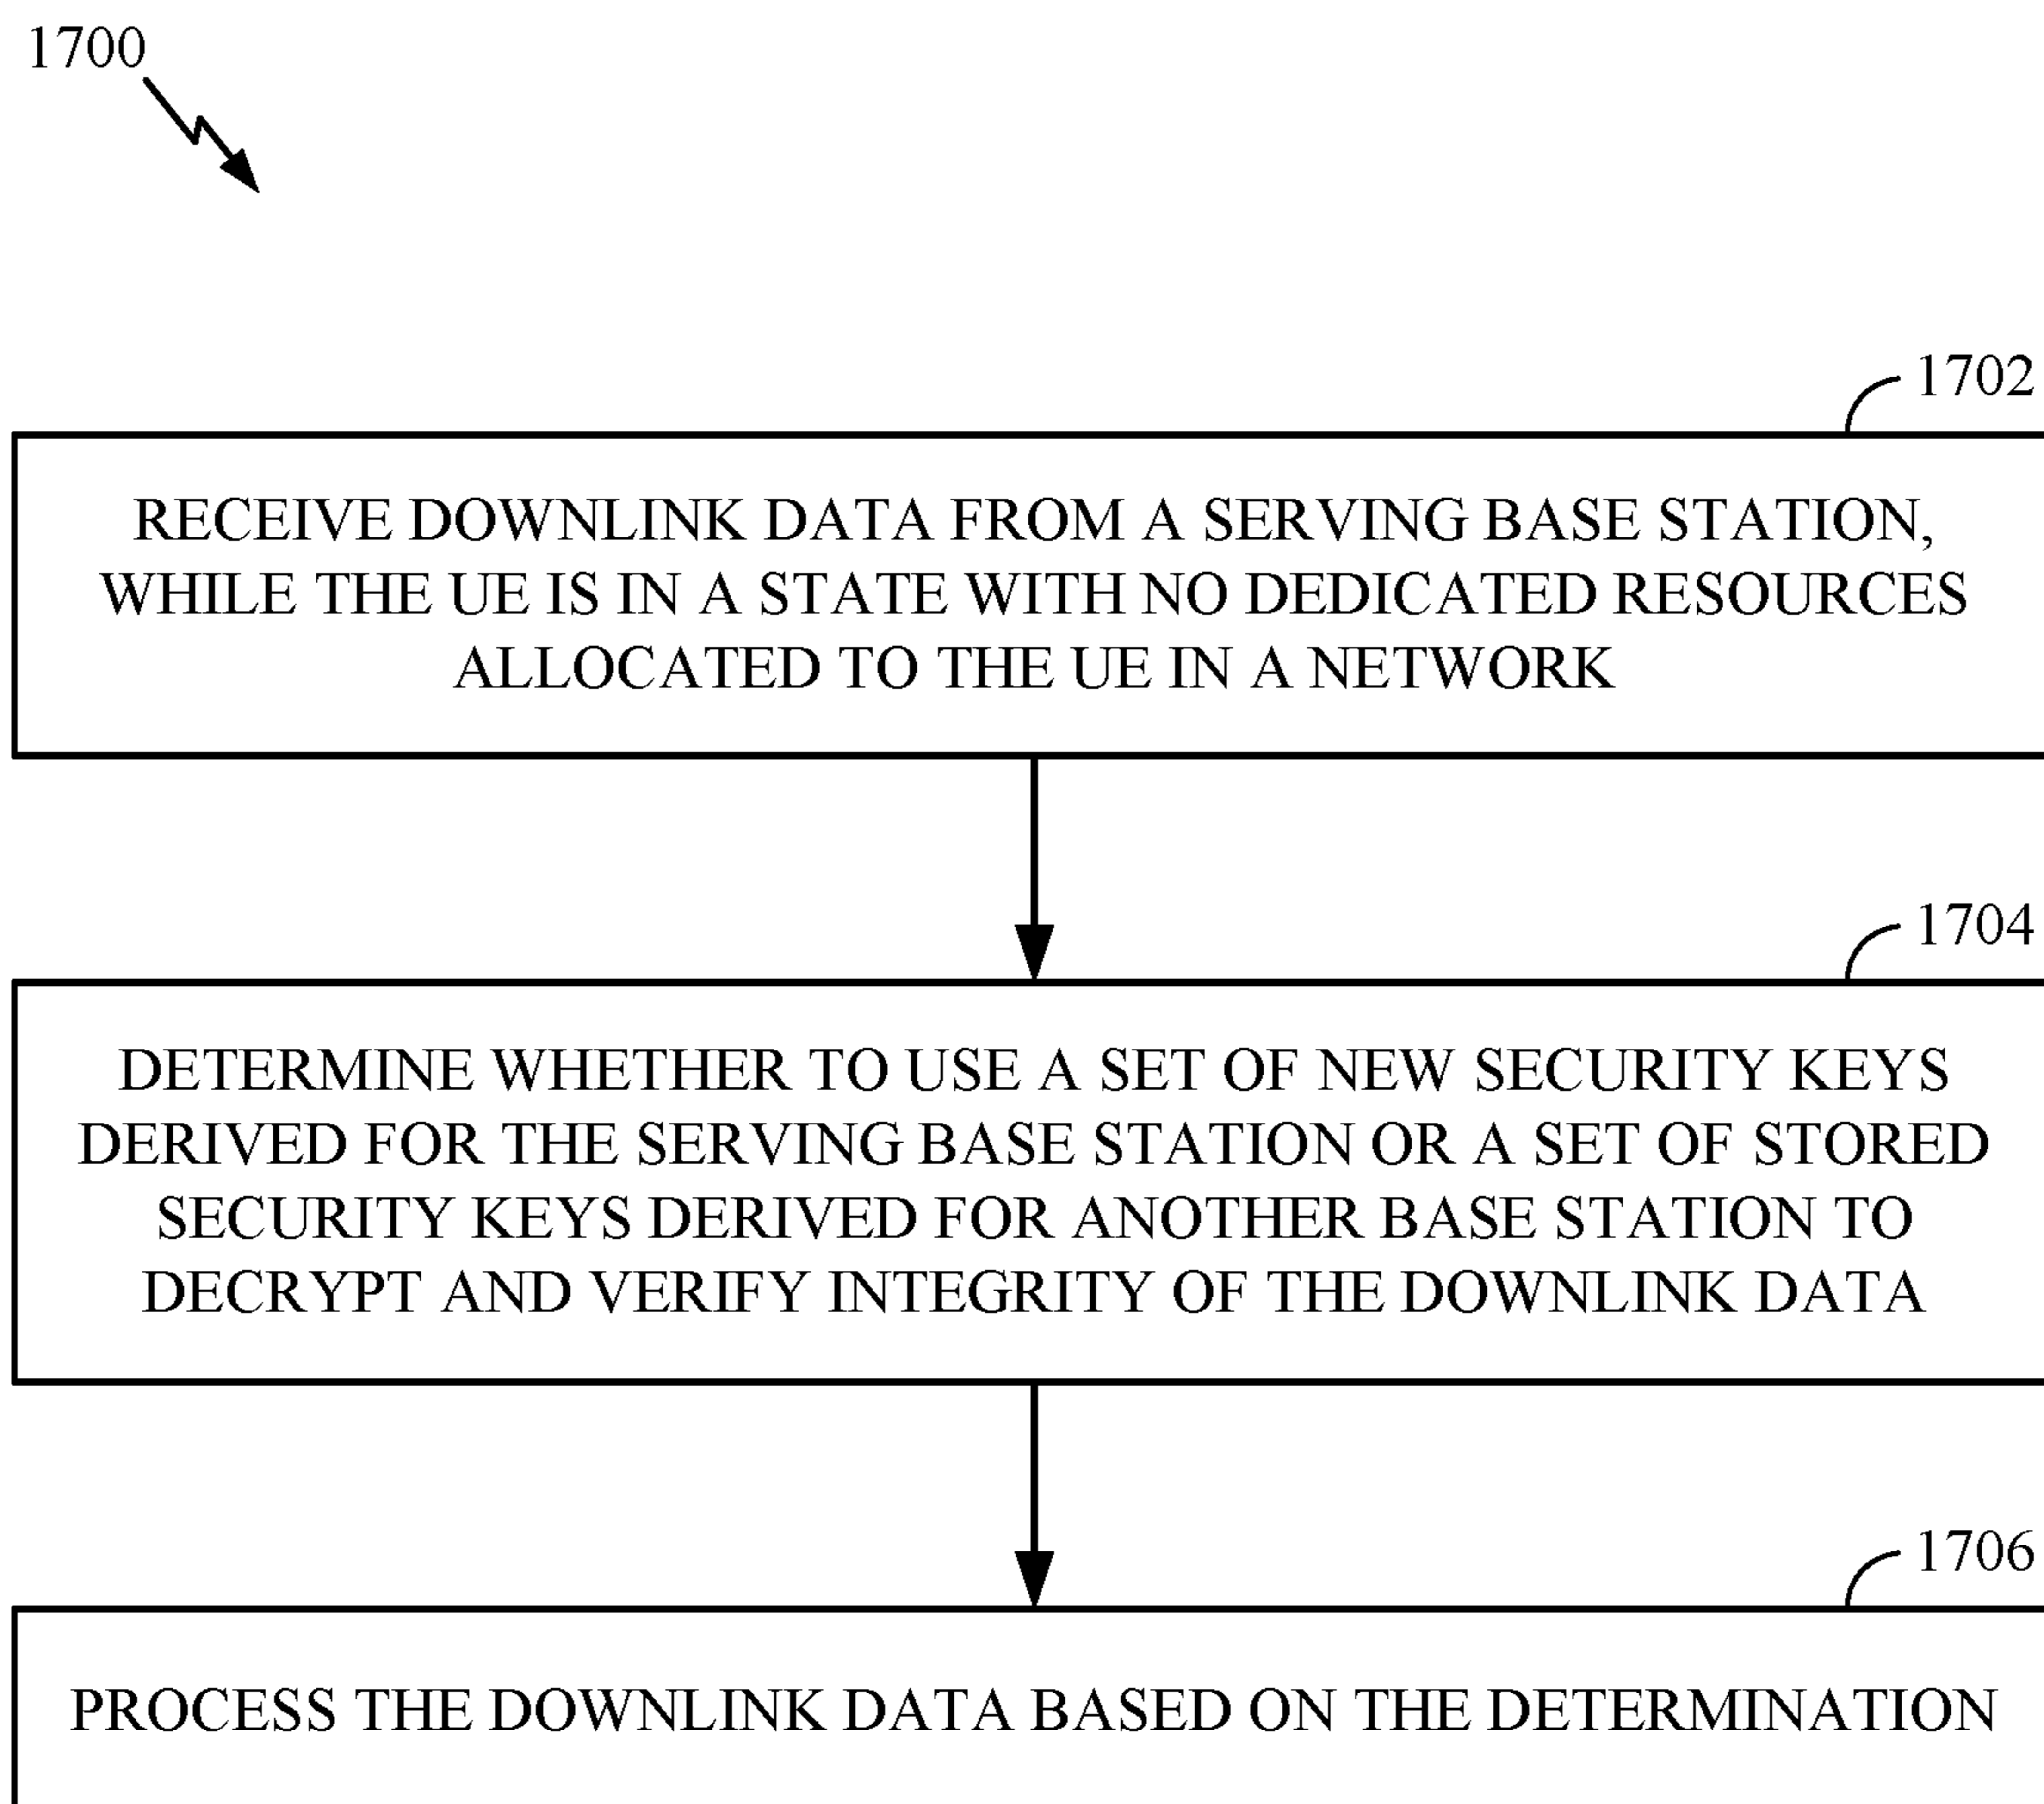 1700
1702
RECEIVE DOWNLINK DATA FROM A SERVING BASE STATION,
WHILE THE UE IS IN A STATE WITH NO DEDICATED RESOURCES
ALLOCATED TO THE UE IN A NETWORK
1704
DETERMINE WHETHER TO USE A SET OF NEW SECURITY KEYS
DERIVED FOR THE SERVING BASE STATION OR A SET OF STORED
SECURITY KEYS DERIVED FOR ANOTHER BASE STATION TO
DECRYPT AND VERIFY INTEGRITY OF THE DOWNLINK DATA
1706
PROCESS THE DOWNLINK DATA BASED ON THE DETERMINATION